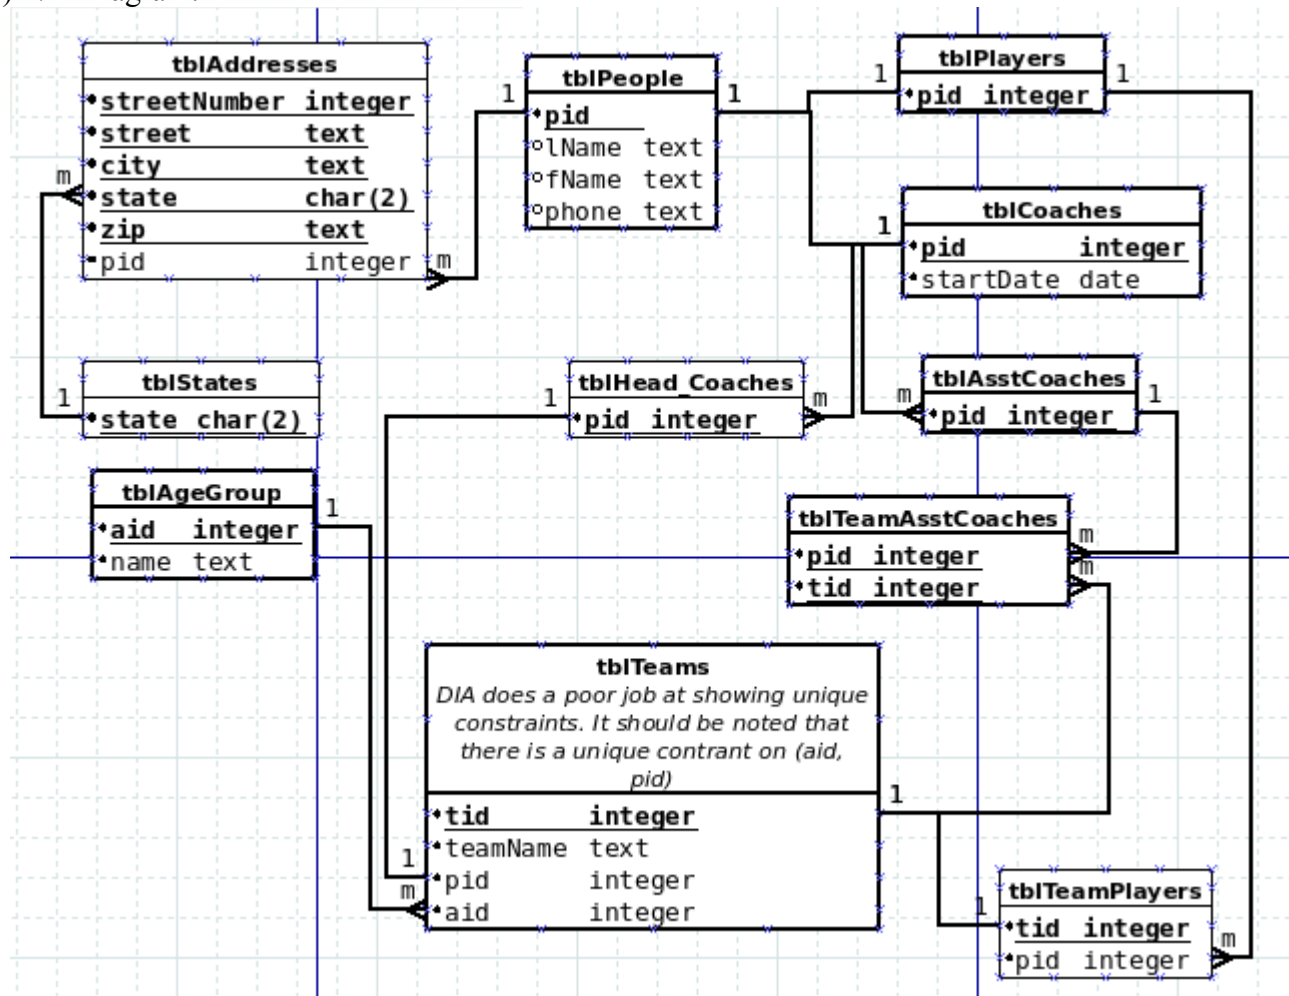 tblAddresses
streetNumber integer
street text
city text
state char(2)
zip text
pid integer
m
m
tblPeople
1
1
pid
lName text
fName text
phone text
tblPlayers
1
1
pid integer
tblCoaches
1
pid integer
startDate date
tblStates
1
state char(2)
tblHead_Coaches
1
m
pid integer
tblAsstCoaches
m
1
pid integer
tblAgeGroup
1
aid integer
name text
tblTeamAsstCoaches
m
pid integer
m
tid integer
tblTeams
DIA does a poor job at showing unique
constraints. It should be noted that
there is a unique contrant on (aid,
pid)
1
tid integer
teamName text
1
pid integer
m
aid integer
tblTeamPlayers
1
tid integer
m
pid integer